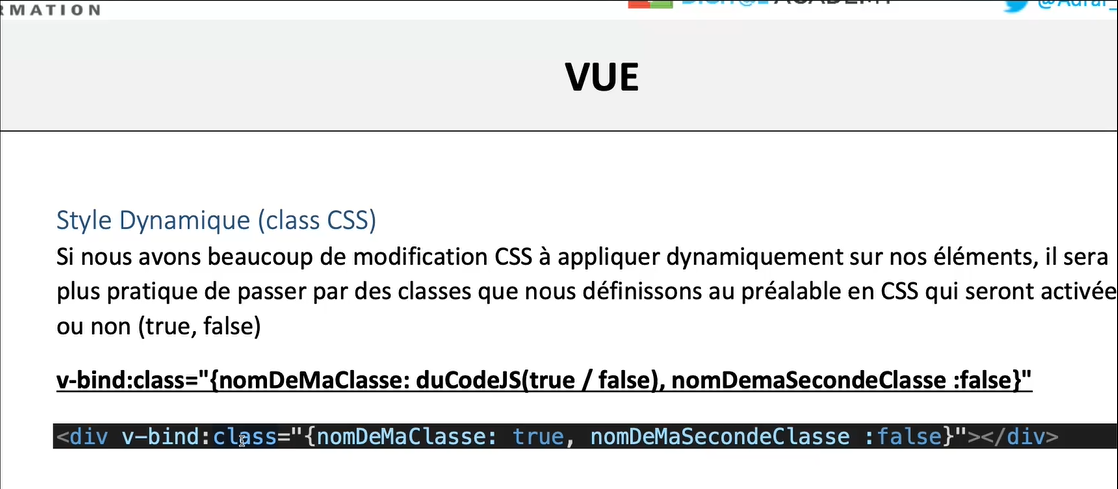 RMATION
VUE
Style Dynamique (class CSS)
Si nous avons beaucoup de modification CSS à appliquer dynamiquement sur nos éléments, il sera
plus pratique de passer par des classes que nous définissons au préalable en CSS qui seront activée
ou non (true, false)
v-bind:class="{nomDeMaClasse: duCodeJS(true / false), nomDemaSecondeClasse :false}"
<div v-bind:class="{nomDeMaClasse: true, nomDeMaSecondeClasse :false}"></div>